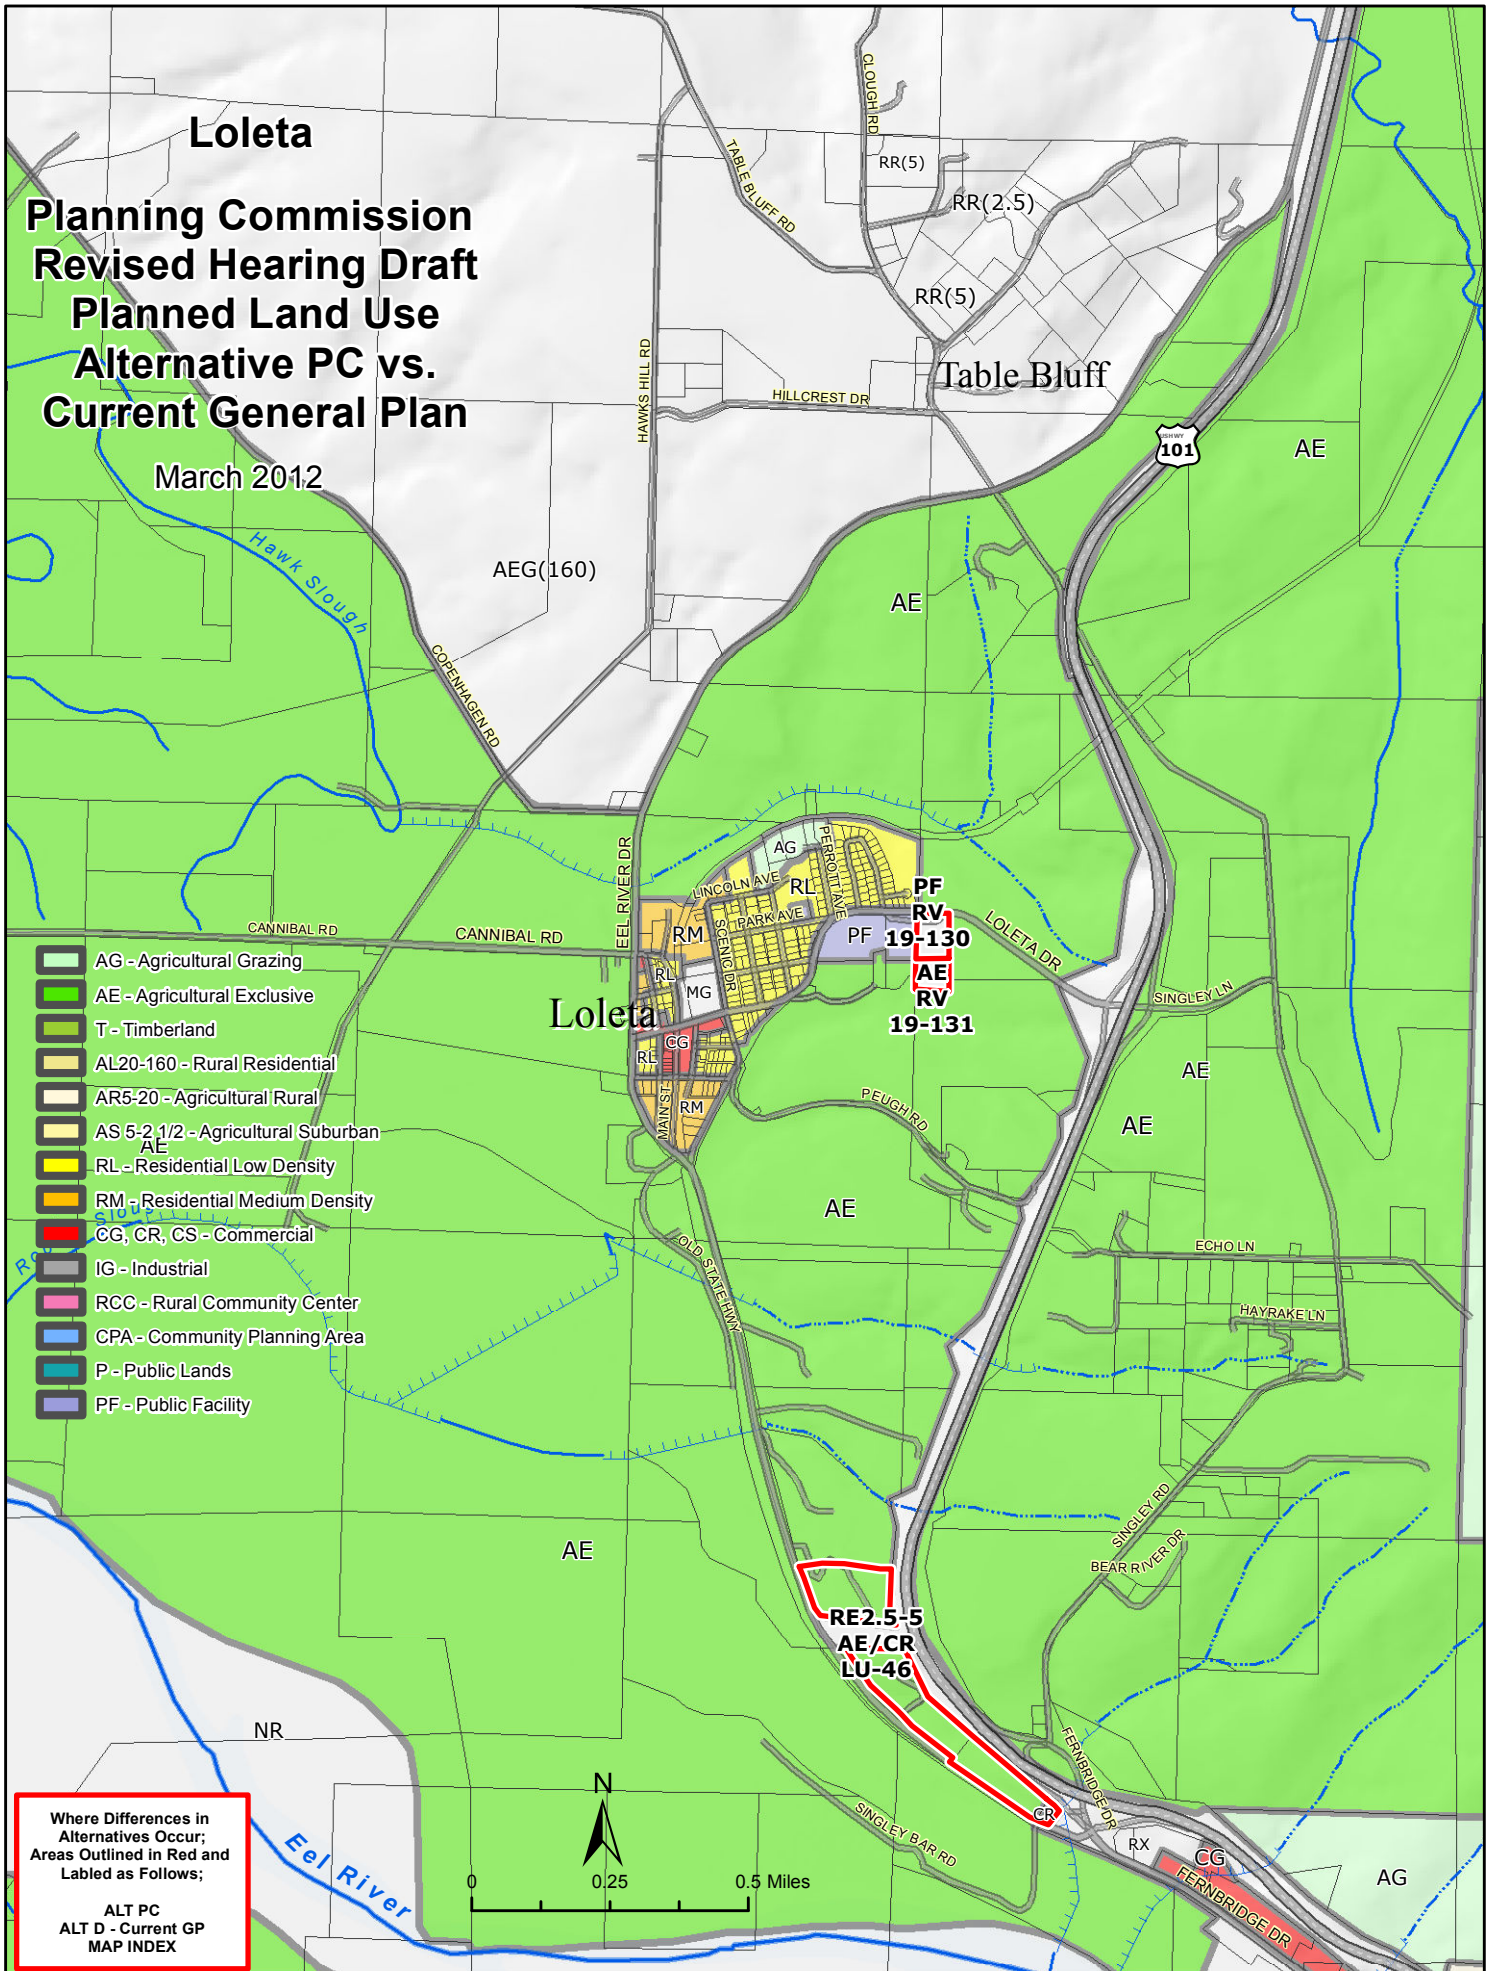 Loleta
Planning Commission
Revised Hearing Draft
Planned Land Use
Alternative PC vs.
Current General Plan
March 2012
CLOUGH RD
TABLE BLUFF RD
RR(5)
RR(2.5)
RR(5)
Table Bluff
HAWKS HILL RD
HILLCREST DR
USHWY
101
AE
Hawk Slough
AEG(160)
AE
COPENHAGEN RD
EEL RIVER DR
AG
PERROTT AVE
LINCOLN AVE
RL
PARK AVE
SCENIC DR
RM
PF
PF
RV
19-130
AE
RV
19-131
LOLETA DR
SINGLEY LN
CANNIBAL RD
CANNIBAL RD
RL
MG
Loleta
CG
RL
RM
MAIN ST
PEUGH RD
AE
AE
AE
AG - Agricultural Grazing
AE - Agricultural Exclusive
T - Timberland
AL20-160 - Rural Residential
AR5-20 - Agricultural Rural
AS 5-2 1/2 - Agricultural Suburban
AE
RL - Residential Low Density
RM - Residential Medium Density
CG, CR, CS - Commercial
IG - Industrial
RCC - Rural Community Center
CPA - Community Planning Area
P - Public Lands
PF - Public Facility
OLD STATE HWY
ECHO LN
HAYRAKE LN
SINGLEY RD
BEAR RIVER DR
AE
RE2.5-5
AE/CR
LU-46
NR
FERNBRIDGE DR
CR
RX
CG
AG
FERNBRIDGE DR
SINGLEY BAR RD
Eel River
N
0 0.25 0.5 Miles
Where Differences in
Alternatives Occur;
Areas Outlined in Red and
Labled as Follows;
ALT PC
ALT D - Current GP
MAP INDEX